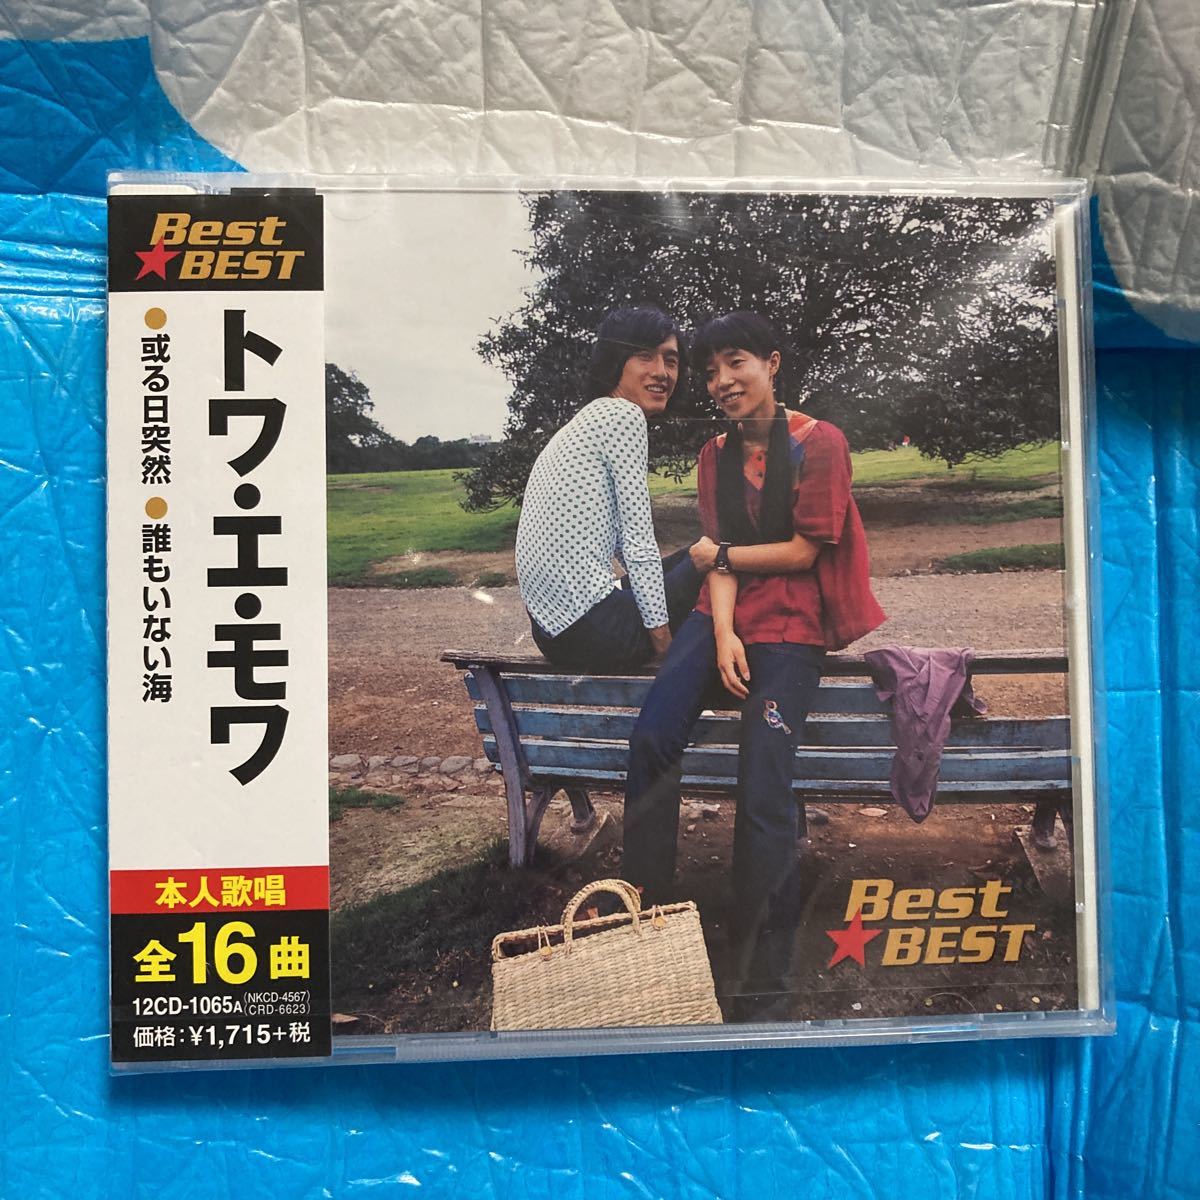 Best
★BEST
トワ・エ・モワ
●或る日突然 ●誰もいない海
本人歌唱
全16曲
12CD-1065A (NKCD-4567)
(CRD-6623)
価格:¥1,715+税
Best
★BEST